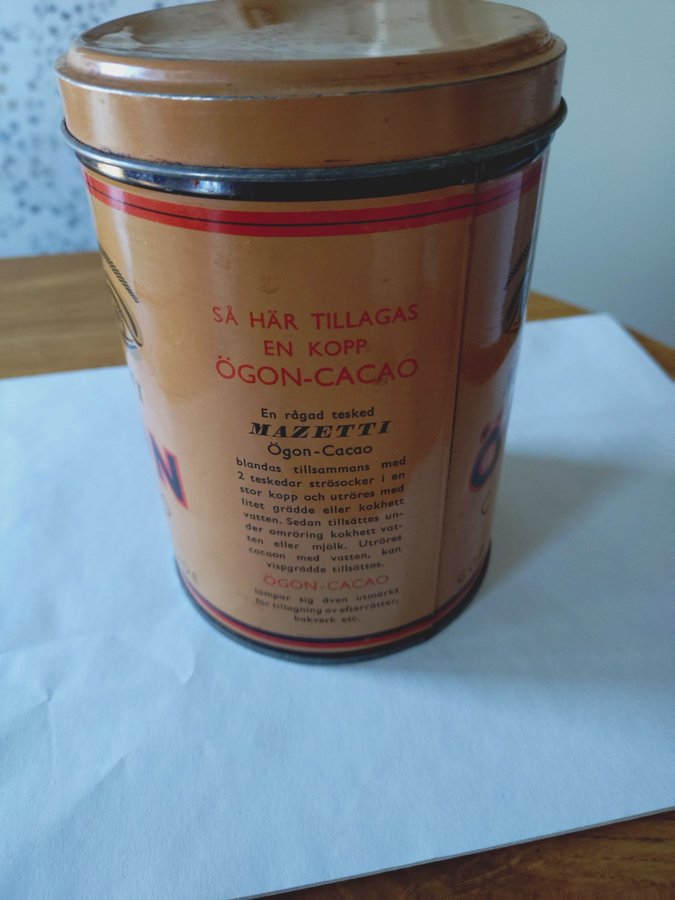 SÅ HÄR TILLAGAS
EN KOPP
ÖGON-CACAO
En rågad tesked
MAZETTI
Ögon-Cacao
blandas tillsammans med
2 teskedar strösocker i en
stor kopp och utröres med
litet grädde eller kokhett
vatten. Sedan tillsättes un-
der omröring kokhett vat-
ten eller mjölk. Utröres
cacaon med vatten, kan
vispgrädde tillsättas.
ÖGON-CACAO
lämpar sig även utmärkt
för tillagning av efterrätter,
bakverk etc.